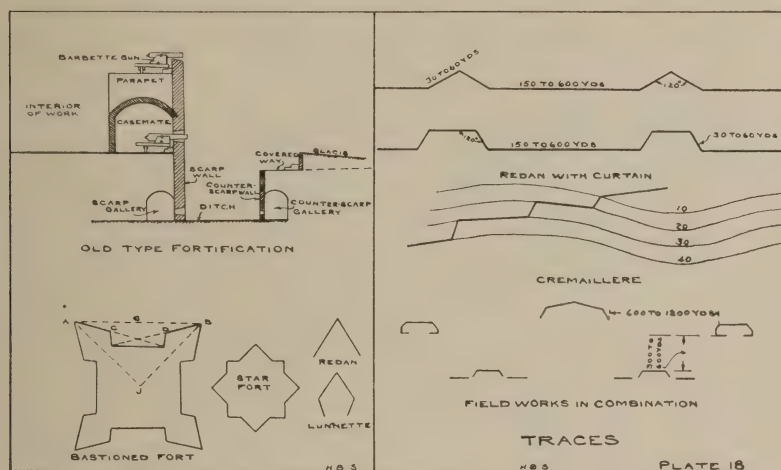 BARBETTE GUN
PARAPET
INTERIOR
OF WORK
CASEMATE
COVERED
WAY
GLACIS
SCARP
WALL
COUNTER-
SCARP WALL
SCARP
GALLERY
DITCH
COUNTER-SCARP
GALLERY
OLD TYPE FORTIFICATION
A
C
D
B
J
BASTIONED FORT
STAR
FORT
REDAN
LUNNETTE
H B S
30 TO 60 YDS
150 TO 600 YDS
120°
120°
150 TO 600 YDS
30 TO 60 YDS
REDAN WITH CURTAIN
10
20
30
40
CREMAILLERE
600 TO 1200 YDS
FIELD WORKS IN COMBINATION
TRACES
H B S
PLATE 18